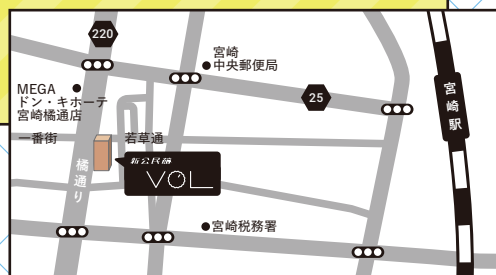 220
宮崎
中央郵便局
MEGA
ドン・キホーテ
宮崎橘通店
25
宮崎駅
一番街
若草通
橘通り
新公民館
VOL
宮崎税務署